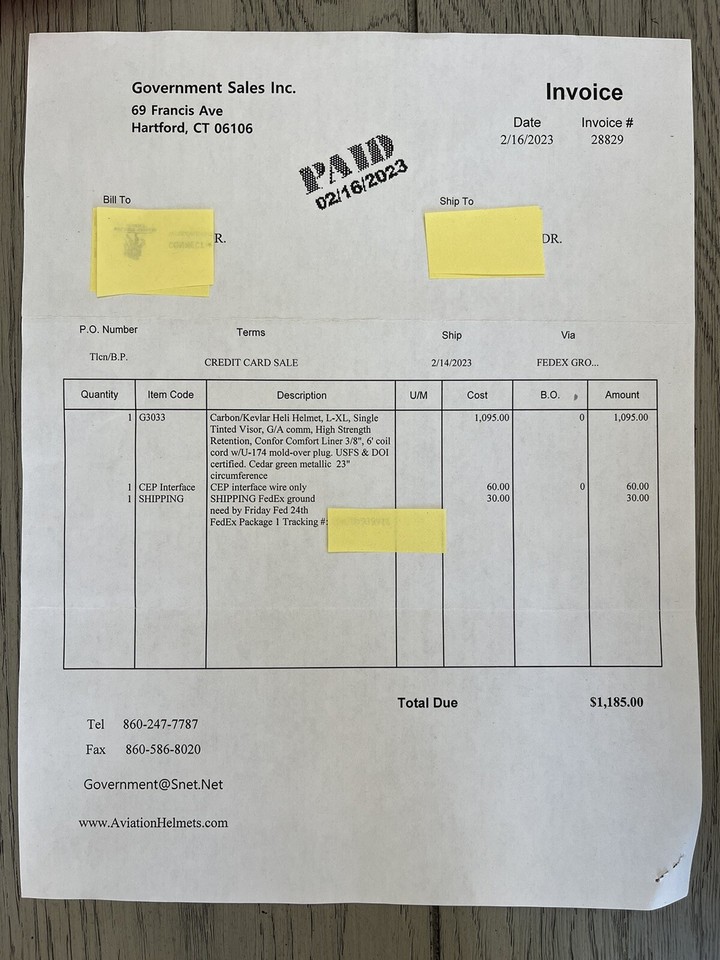 Government Sales Inc.
69 Francis Ave
Hartford, CT 06106
Invoice
Date Invoice #
2/16/2023 28829
PAID
02/16/2023
Bill To
Ship To
R.
DR.
P.O. Number Terms Ship Via
Tlcn/B.P. CREDIT CARD SALE 2/14/2023 FEDEX GRO...
Quantity Item Code Description U/M Cost B.O. Amount
1 G3033 Carbon/Kevlar Heli Helmet, L-XL, Single 1,095.00 0 1,095.00
Tinted Visor, G/A comm, High Strength
Retention, Confor Comfort Liner 3/8", 6' coil
cord w/U-174 mold-over plug. USFS & DOI
certified. Cedar green metallic 23"
circumference
1 CEP Interface CEP interface wire only 60.00 0 60.00
1 SHIPPING SHIPPING FedEx ground 30.00 30.00
need by Friday Fed 24th
FedEx Package 1 Tracking #:
Total Due $1,185.00
Tel 860-247-7787
Fax 860-586-8020
Government@Snet.Net
www.AviationHelmets.com